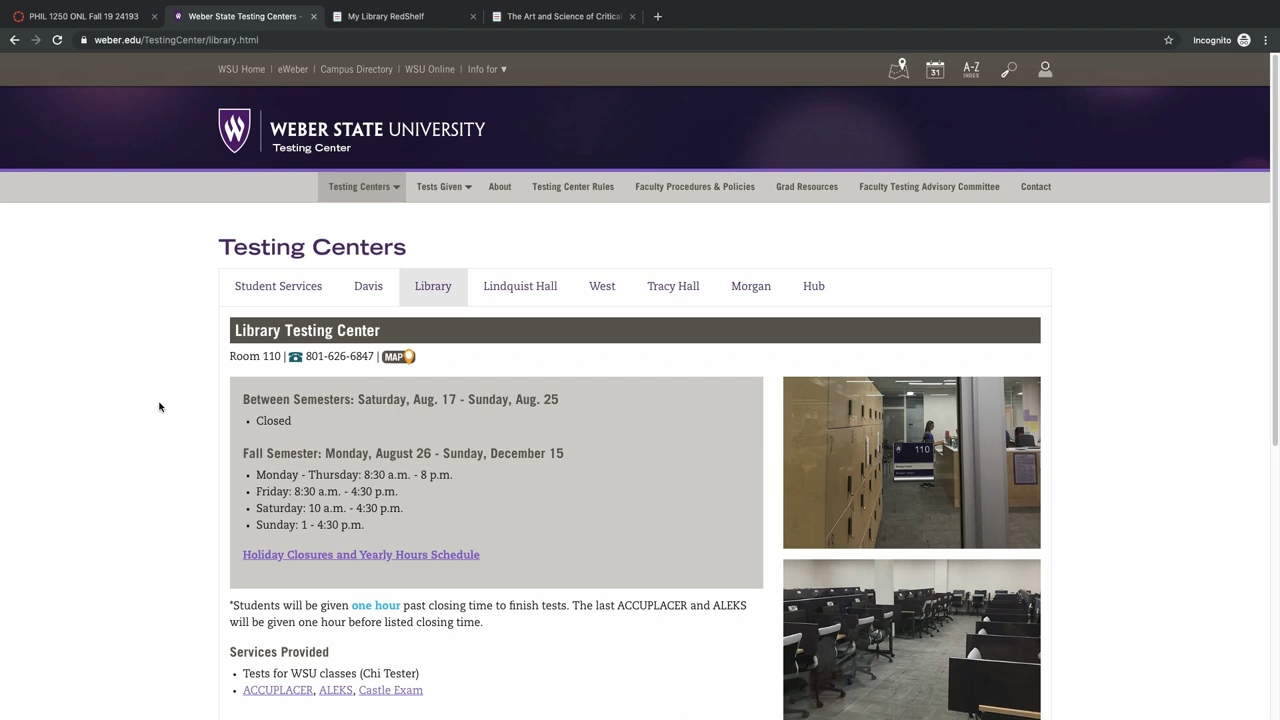 PHIL 1250 ONL Fall 19 24193
Weber State Testing Centers -
My Library RedShelf
The Art and Science of Critical
weber.edu/TestingCenter/library.html
Incognito
WSU Home | eWeber | Campus Directory | WSU Online | Info for ▼
31
A-Z
INDEX
WEBER STATE UNIVERSITY
Testing Center
Testing Centers
Tests Given
About
Testing Center Rules
Faculty Procedures & Policies
Grad Resources
Faculty Testing Advisory Committee
Contact
Testing Centers
Student Services
Davis
Library
Lindquist Hall
West
Tracy Hall
Morgan
Hub
Library Testing Center
Room 110 | 801-626-6847 | MAP
Between Semesters: Saturday, Aug. 17 - Sunday, Aug. 25
• Closed
Fall Semester: Monday, August 26 - Sunday, December 15
• Monday - Thursday: 8:30 a.m. - 8 p.m.
• Friday: 8:30 a.m. - 4:30 p.m.
• Saturday: 10 a.m. - 4:30 p.m.
• Sunday: 1 - 4:30 p.m.
Holiday Closures and Yearly Hours Schedule
110
*Students will be given one hour past closing time to finish tests. The last ACCUPLACER and ALEKS
will be given one hour before listed closing time.
Services Provided
• Tests for WSU classes (Chi Tester)
• ACCUPLACER, ALEKS, Castle Exam